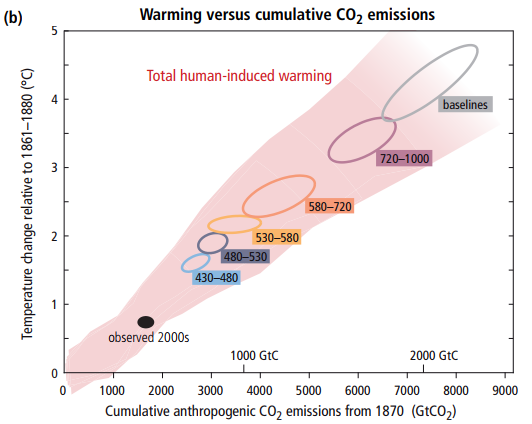 (b)
Warming versus cumulative CO₂ emissions
Temperature change relative to 1861–1880 (°C)
5
4
3
2
1
0
Total human-induced warming
baselines
720–1000
580–720
530–580
480–530
430–480
observed 2000s
1000 GtC
2000 GtC
0 1000 2000 3000 4000 5000 6000 7000 8000 9000
Cumulative anthropogenic CO₂ emissions from 1870 (GtCO₂)